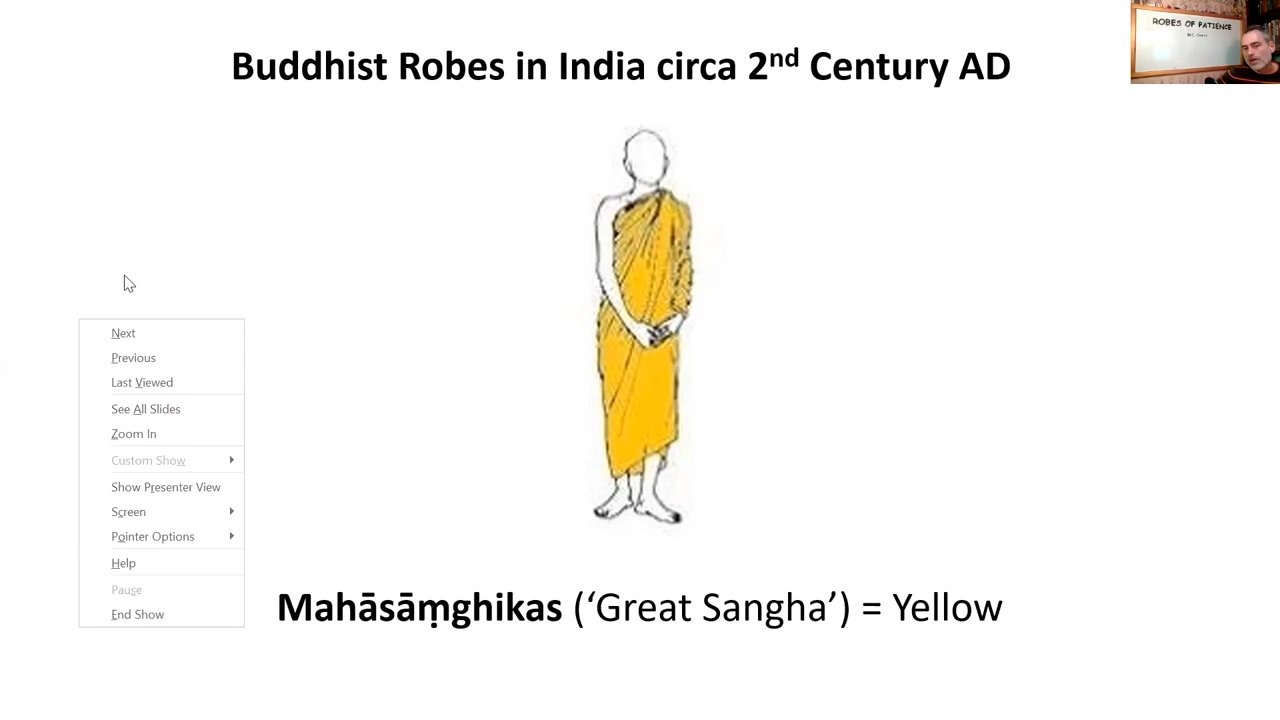 ROBES OF PATIENCE
Buddhist Robes in India circa 2nd Century AD
Next
Previous
Last Viewed
See All Slides
Zoom In
Custom Show
Show Presenter View
Screen
Pointer Options
Help
Pause
End Show
Mahāsāṃghikas (‘Great Sangha’) = Yellow